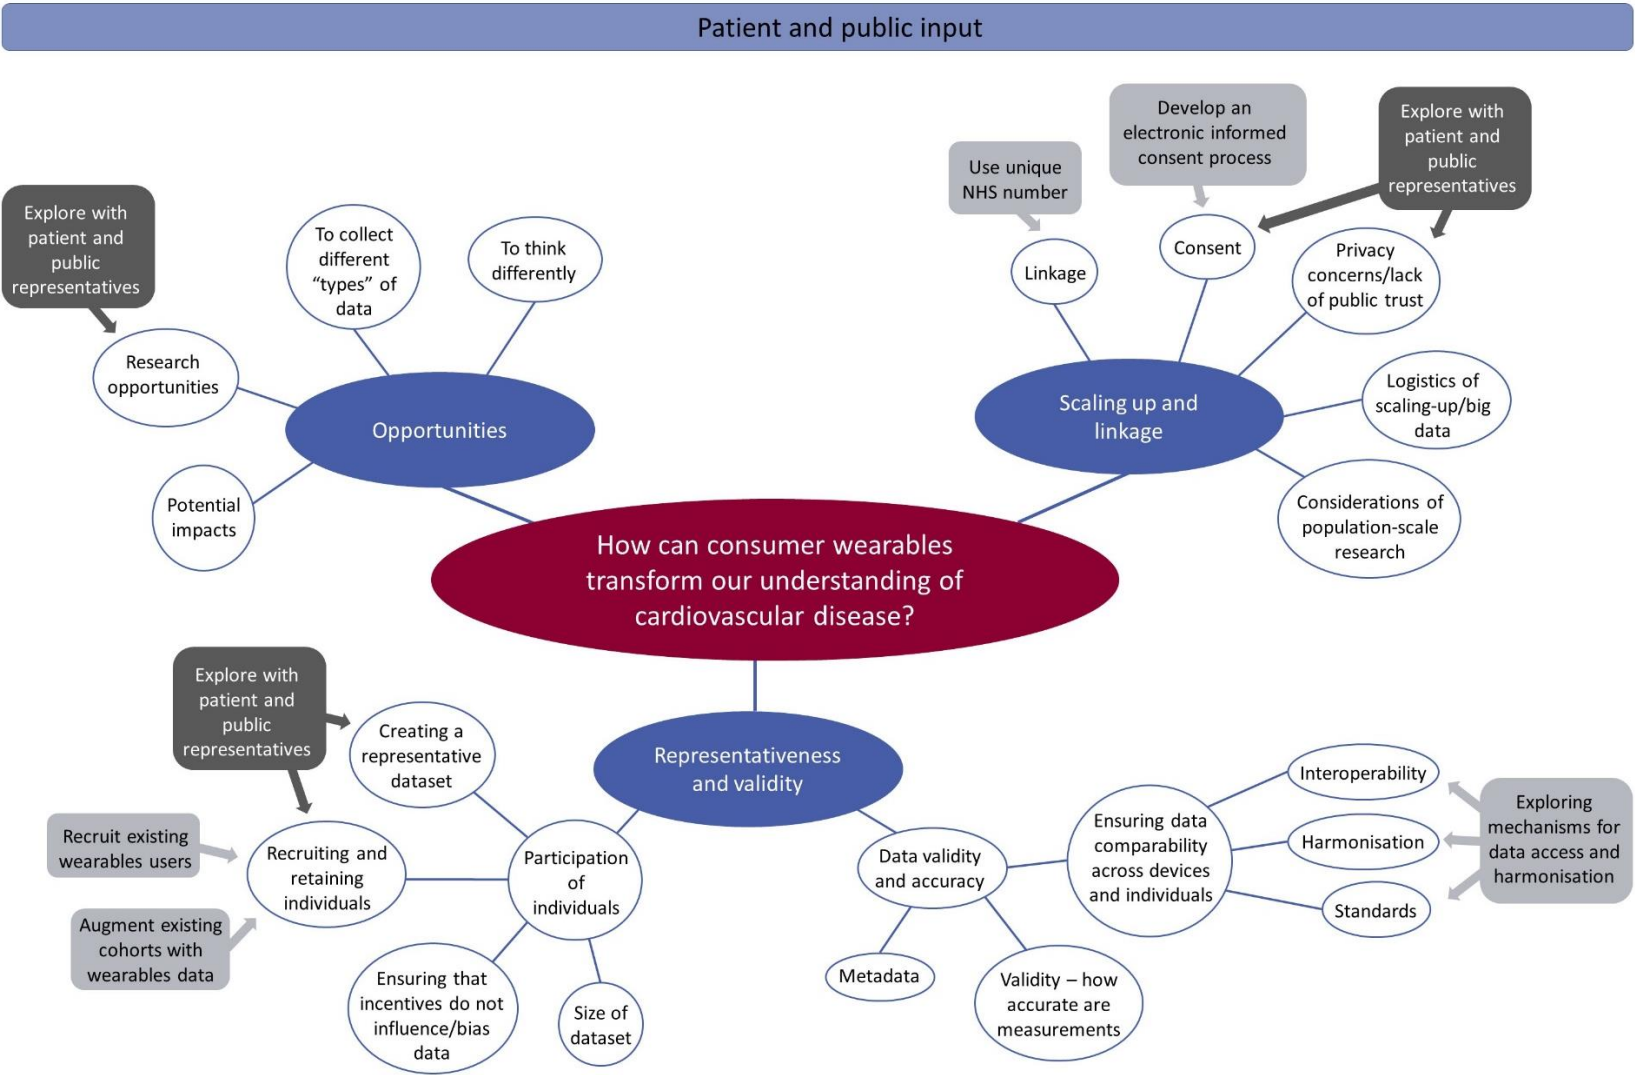 Patient and public input
Explore with
patient and
public
representatives
To collect
different
“types” of
data
To think
differently
Research
opportunities
Opportunities
Potential
impacts
Use unique
NHS number
Develop an
electronic informed
consent process
Explore with
patient and
public
representatives
Linkage
Consent
Privacy
concerns/lack
of public trust
Scaling up and
linkage
Logistics of
scaling-up/big
data
Considerations of
population-scale
research
How can consumer wearables
transform our understanding of
cardiovascular disease?
Explore with
patient and
public
representatives
Creating a
representative
dataset
Representativeness
and validity
Recruit existing
wearables users
Recruiting and
retaining
individuals
Participation
of
individuals
Augment existing
cohorts with
wearables data
Ensuring that
incentives do not
influence/bias
data
Size of
dataset
Data validity
and accuracy
Metadata
Validity – how
accurate are
measurements
Ensuring data
comparability
across devices
and individuals
Interoperability
Harmonisation
Standards
Exploring
mechanisms for
data access and
harmonisation